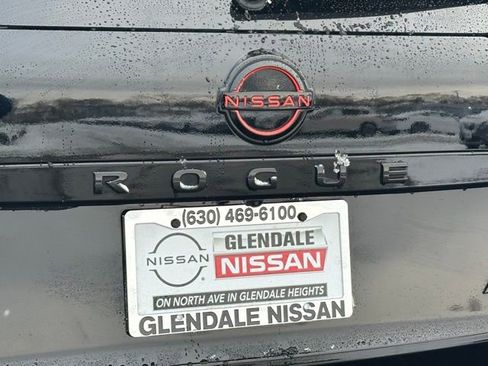 NISSAN
ROGUE
(630) 469-6100
NISSAN
GLENDALE
NISSAN
ON NORTH AVE IN GLENDALE HEIGHTS
GLENDALE NISSAN